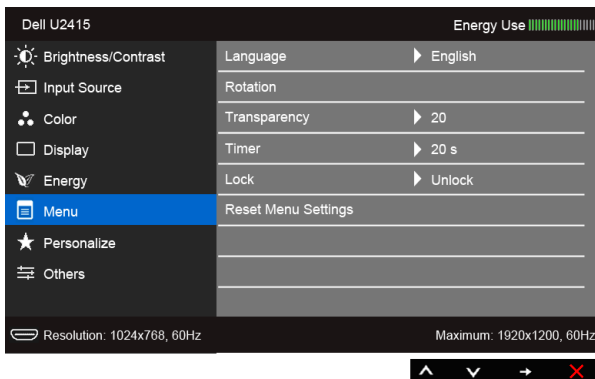 Dell U2415 Energy Use
Brightness/Contrast Language English
Input Source Rotation
Color Transparency 20
Display Timer 20 s
Energy Lock Unlock
Menu Reset Menu Settings
Personalize
Others
Resolution: 1024x768, 60Hz Maximum: 1920x1200, 60Hz